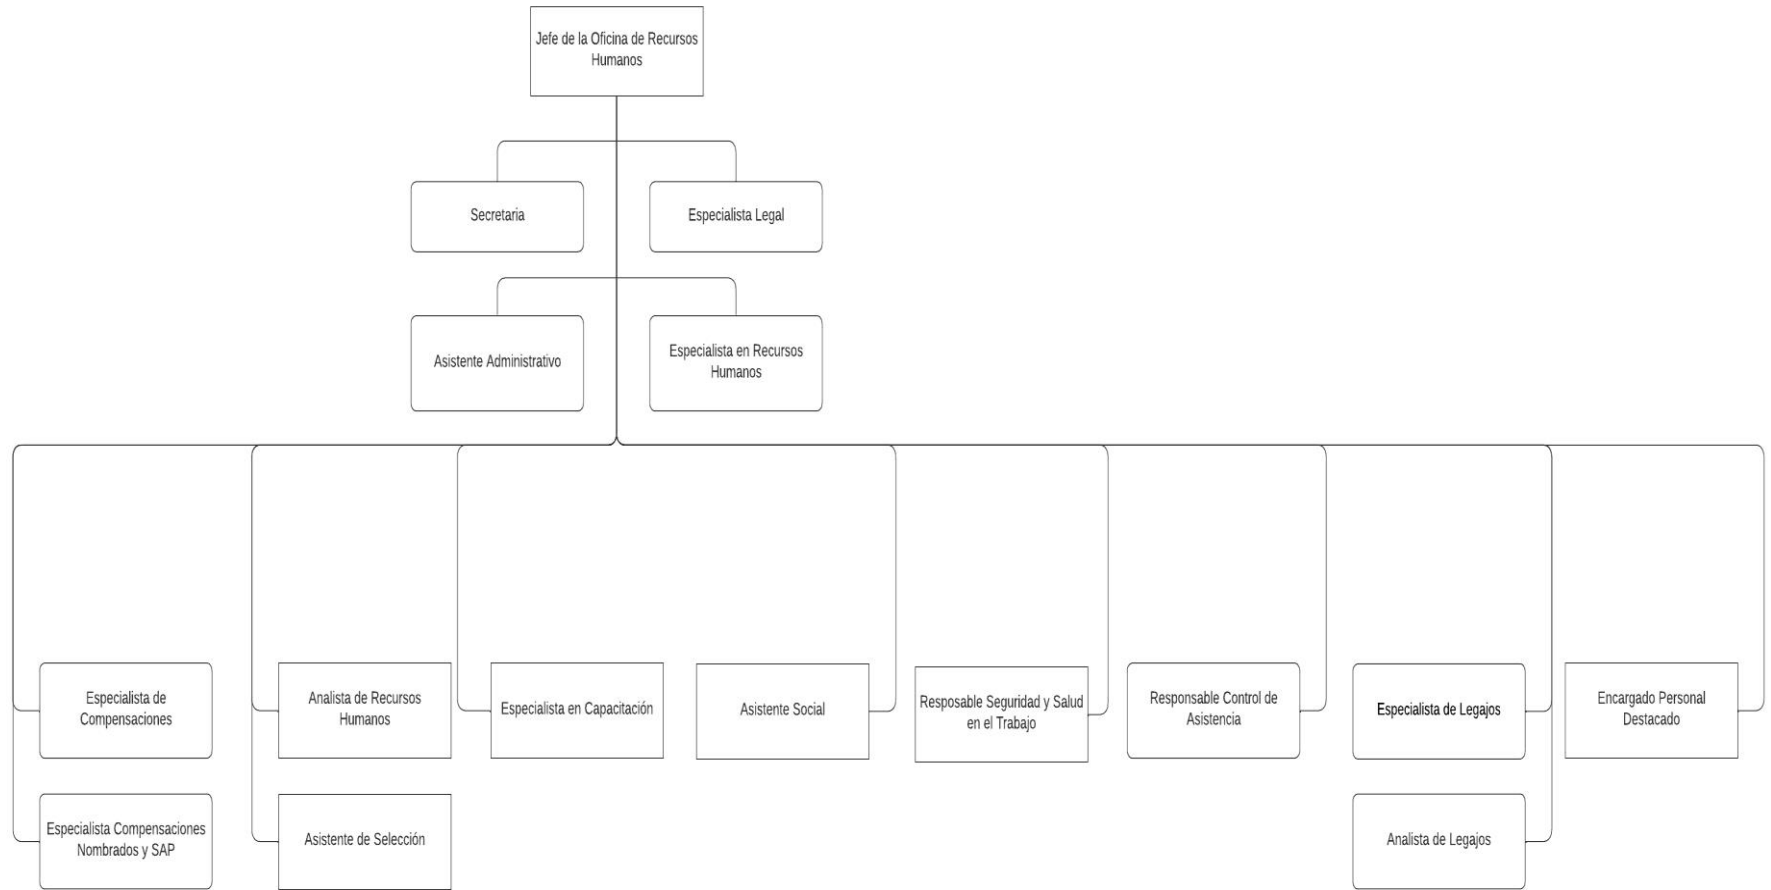 Jefe de la Oficina de Recursos
Humanos
Secretaria
Especialista Legal
Asistente Administrativo
Especialista en Recursos
Humanos
Especialista de
Compensaciones
Analista de Recursos
Humanos
Especialista en Capacitación
Asistente Social
Resposable Seguridad y Salud
en el Trabajo
Responsable Control de
Asistencia
Especialista de Legajos
Encargado Personal
Destacado
Especialista Compensaciones
Nombrados y SAP
Asistente de Selección
Analista de Legajos